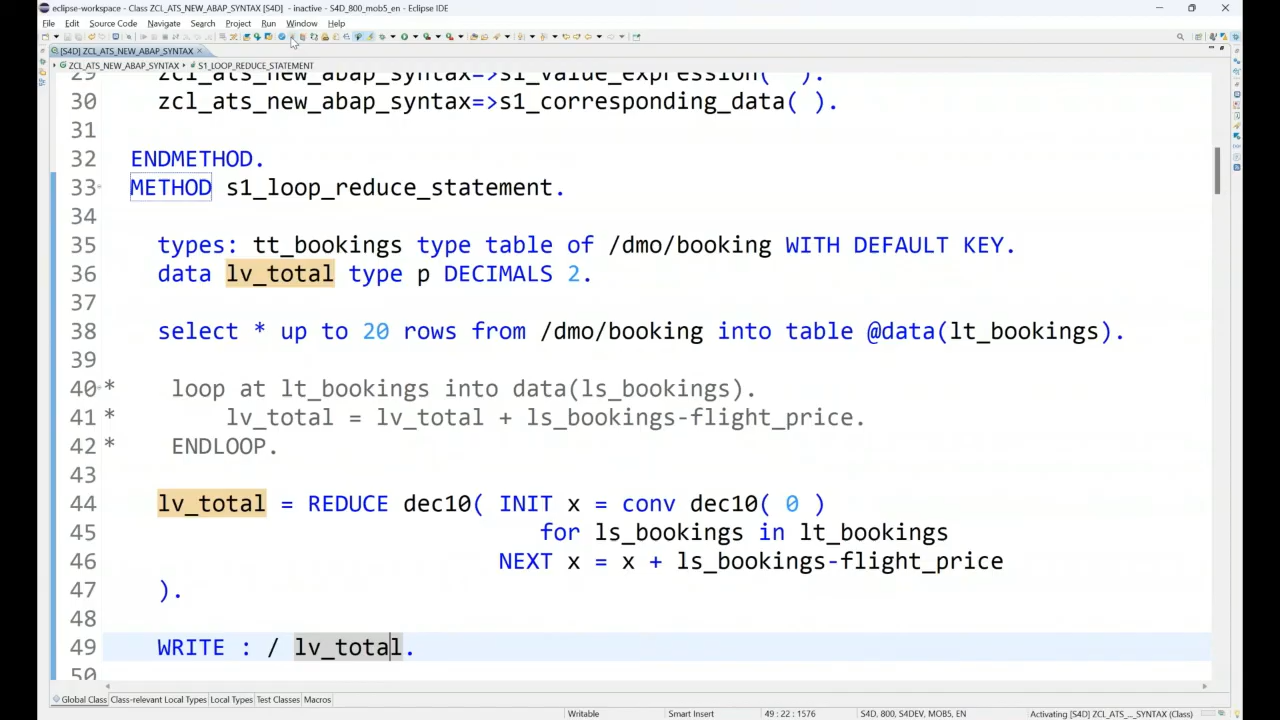 eclipse-workspace - Class ZCL_ATS_NEW_ABAP_SYNTAX [S4D] - inactive - S4D_800_mob5_en - Eclipse IDE
File Edit Source Code Navigate Search Project Run Window Help
[S4D] ZCL_ATS_NEW_ABAP_SYNTAX
ZCL_ATS_NEW_ABAP_SYNTAX S1_LOOP_REDUCE_STATEMENT
29 zcl_ats_new_abap_syntax=>s1_value_expression( ).
30 zcl_ats_new_abap_syntax=>s1_corresponding_data( ).
31
32 ENDMETHOD.
33 METHOD s1_loop_reduce_statement.
34
35 types: tt_bookings type table of /dmo/booking WITH DEFAULT KEY.
36 data lv_total type p DECIMALS 2.
37
38 select * up to 20 rows from /dmo/booking into table @data(lt_bookings).
39
40 * loop at lt_bookings into data(ls_bookings).
41 * lv_total = lv_total + ls_bookings-flight_price.
42 * ENDLOOP.
43
44 lv_total = REDUCE dec10( INIT x = conv dec10( 0 )
45 for ls_bookings in lt_bookings
46 NEXT x = x + ls_bookings-flight_price
47 ).
48
49 WRITE : / lv_total.
50
Global Class Class-relevant Local Types Local Types Test Classes Macros
Writable Smart Insert 49 : 22 : 1576 S4D, 800, S4DEV, MOB5, EN Activating [S4D] ZCL_ATS_..._SYNTAX (Class)